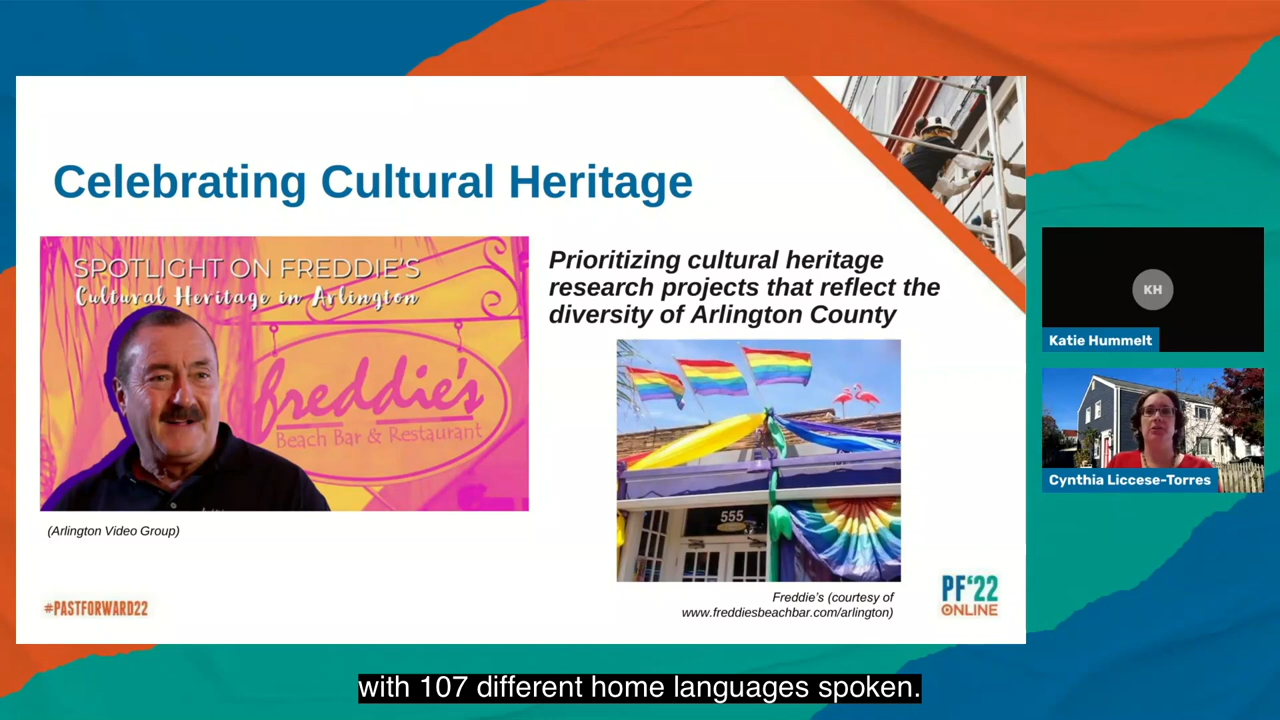 Celebrating Cultural Heritage
SPOTLIGHT ON FREDDIE'S
Cultural Heritage in Arlington
freddie's
Beach Bar & Restaurant
(Arlington Video Group)
Prioritizing cultural heritage
research projects that reflect the
diversity of Arlington County
555
Freddie's (courtesy of
www.freddiesbeachbar.com/arlington)
#PASTFORWARD22
PF'22
ONLINE
KH
Katie Hummelt
Cynthia Liccese-Torres
with 107 different home languages spoken.